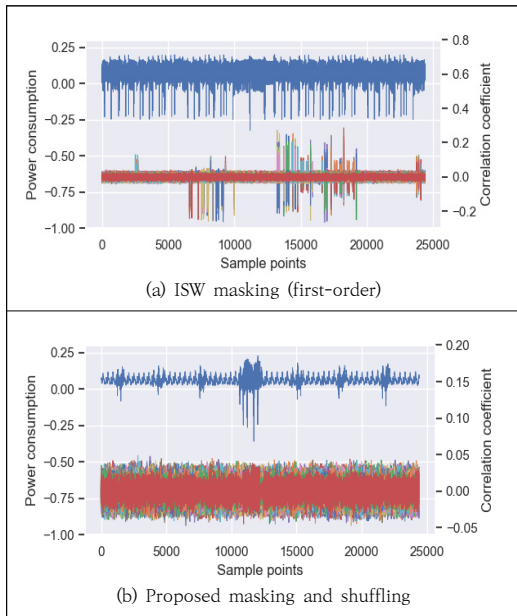 0.25
0.00
−0.25
−0.50
−0.75
−1.00
Power consumption
0.8
0.6
0.4
0.2
0.0
−0.2
Correlation coefficient
0 5000 10000 15000 20000 25000
Sample points
(a) ISW masking (first-order)
0.25
0.00
−0.25
−0.50
−0.75
−1.00
Power consumption
0.20
0.15
0.10
0.05
0.00
−0.05
Correlation coefficient
0 5000 10000 15000 20000 25000
Sample points
(b) Proposed masking and shuffling